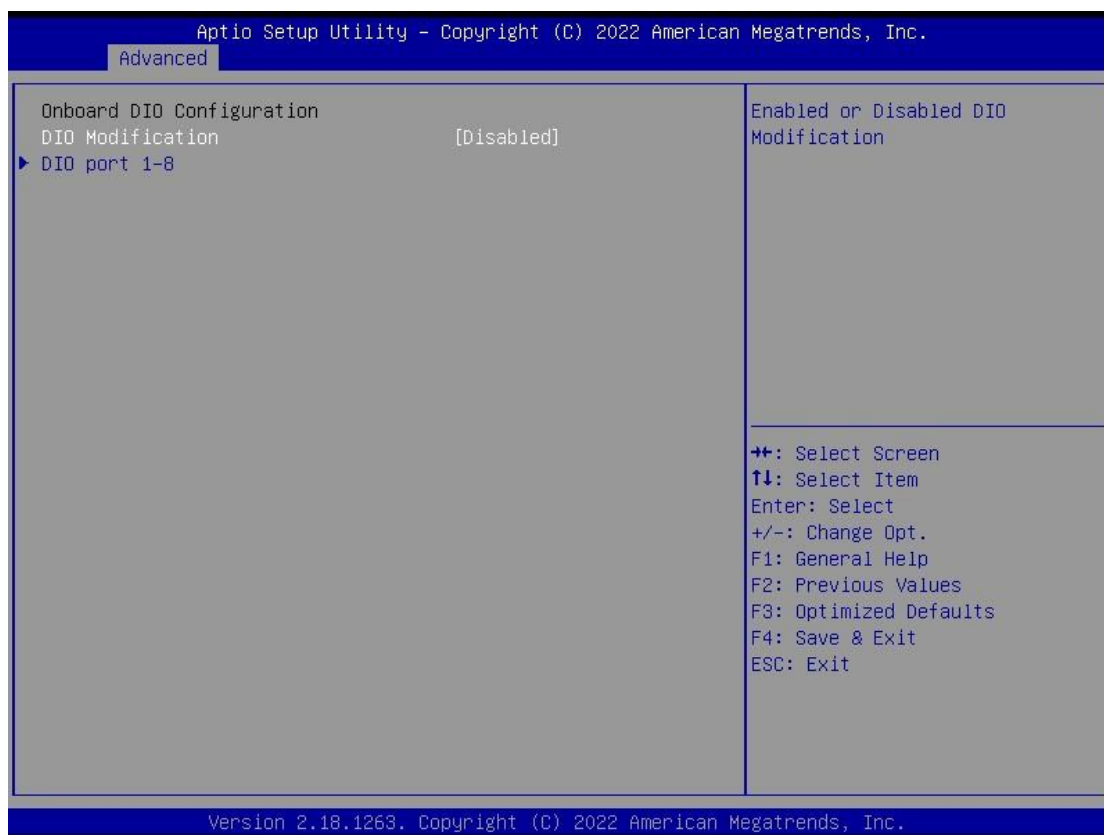 Aptio Setup Utility – Copyright (C) 2022 American Megatrends, Inc.
Advanced
Onboard DIO Configuration
DIO Modification [Disabled]
DIO port 1-8
Enabled or Disabled DIO
Modification
→←: Select Screen
↑↓: Select Item
Enter: Select
+/-: Change Opt.
F1: General Help
F2: Previous Values
F3: Optimized Defaults
F4: Save & Exit
ESC: Exit
Version 2.18.1263. Copyright (C) 2022 American Megatrends, Inc.